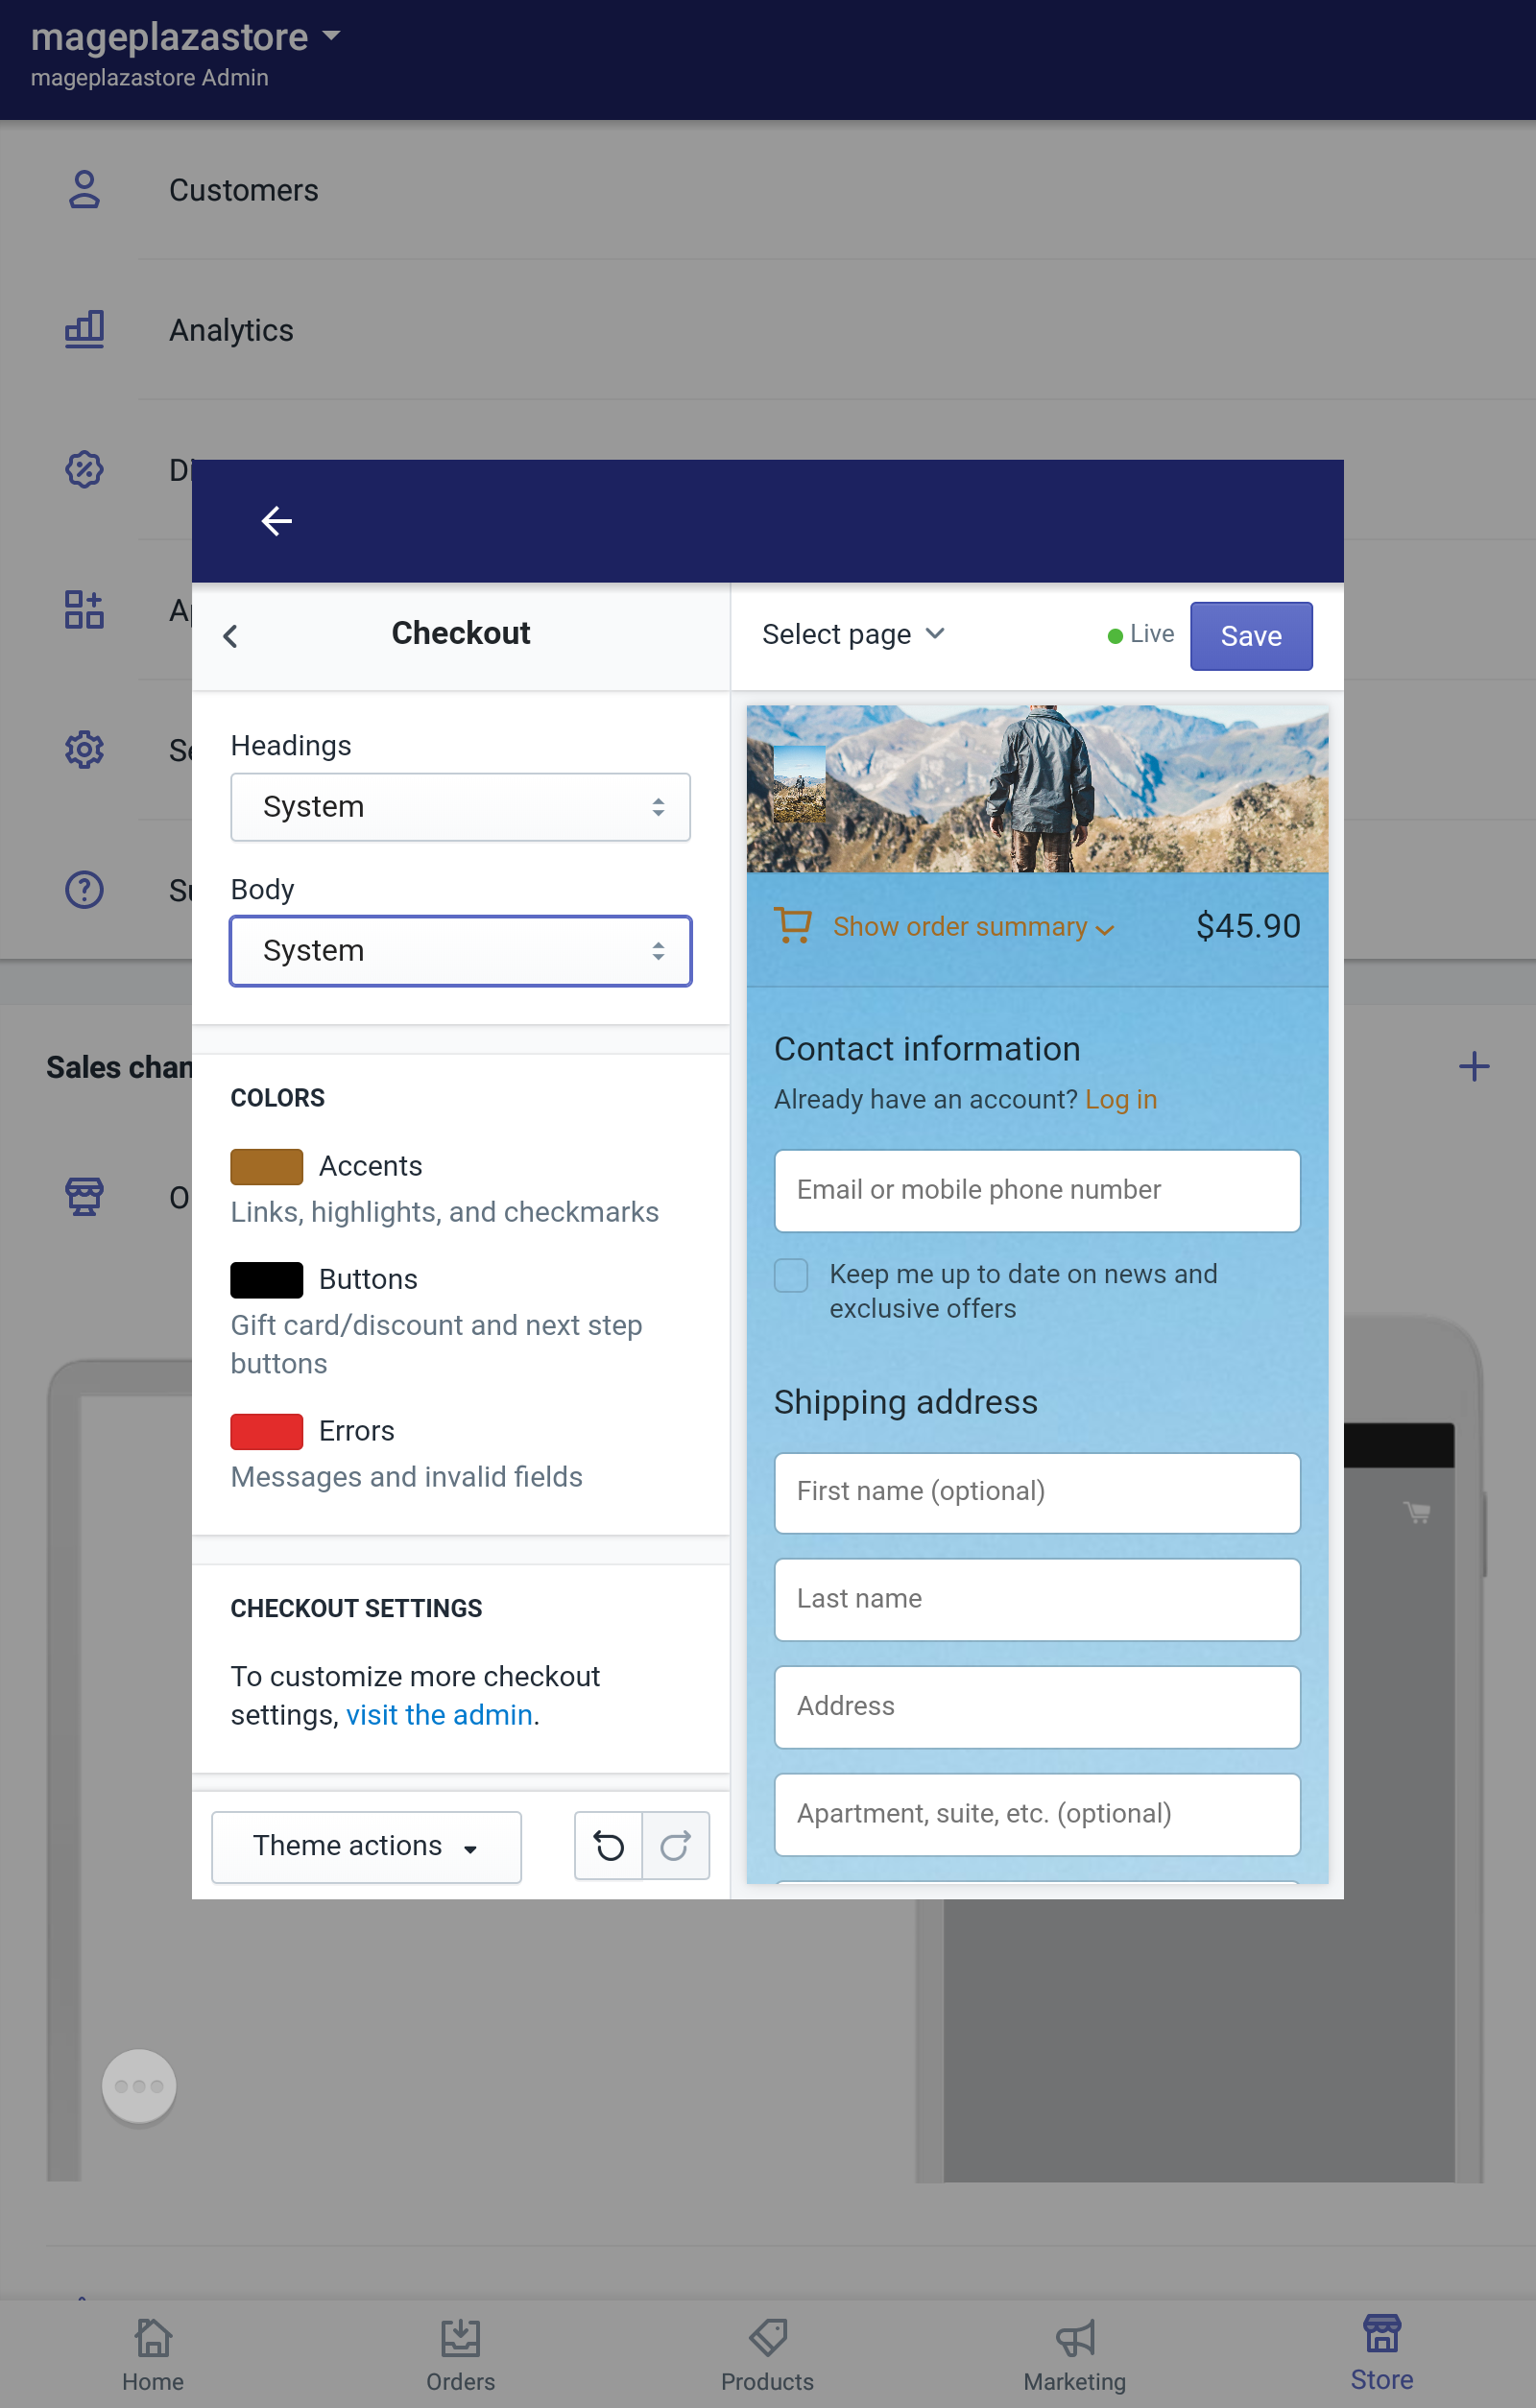 mageplazastore
mageplazastore Admin
Customers
Analytics
Checkout
Select page
Live
Save
Headings
System
Body
System
COLORS
Accents
Links, highlights, and checkmarks
Buttons
Gift card/discount and next step
buttons
Errors
Messages and invalid fields
CHECKOUT SETTINGS
To customize more checkout
settings, visit the admin.
Theme actions
Show order summary
$45.90
Contact information
Already have an account? Log in
Email or mobile phone number
Keep me up to date on news and
exclusive offers
Shipping address
First name (optional)
Last name
Address
Apartment, suite, etc. (optional)
Sales chan
Home
Orders
Products
Marketing
Store